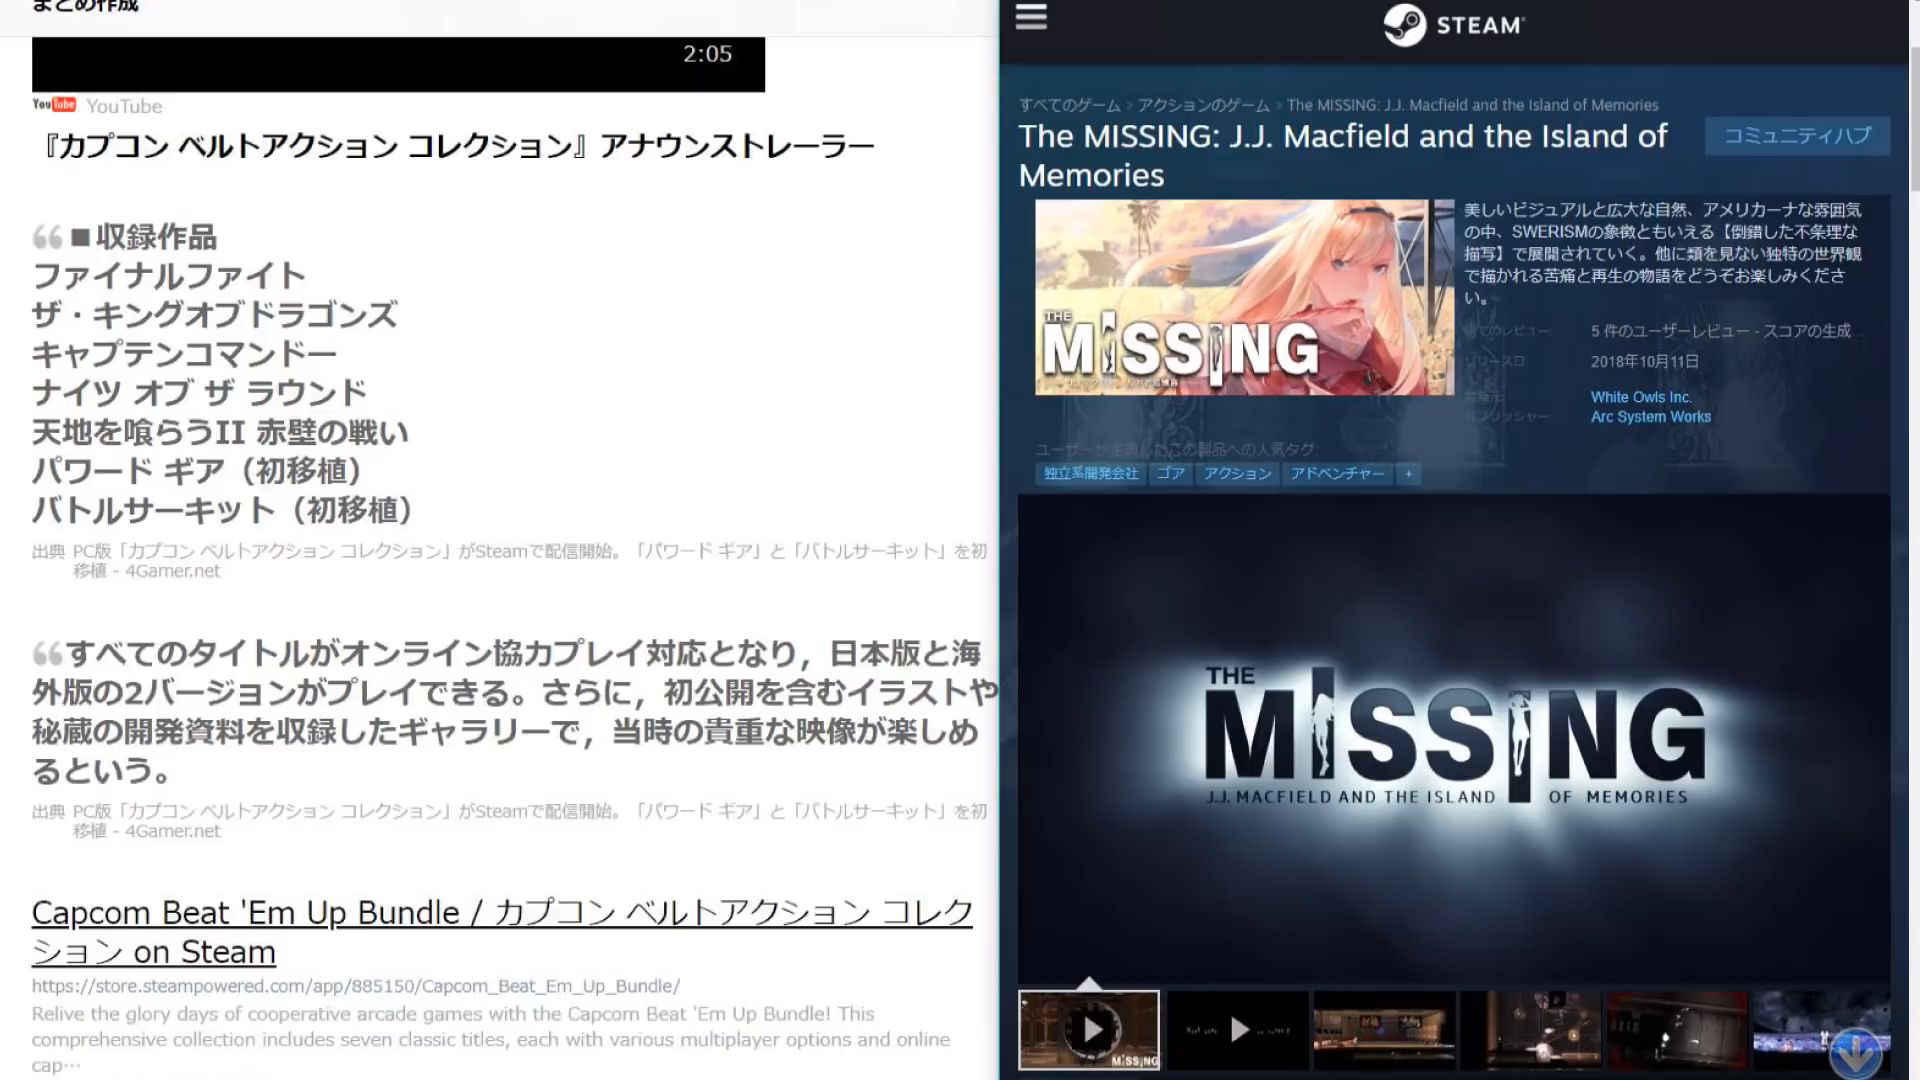 まとめ作成
2:05
YouTube YouTube
『カプコン ベルトアクション コレクション』アナウンストレーラー
■収録作品
ファイナルファイト
ザ・キングオブドラゴンズ
キャプテンコマンドー
ナイツ オブ ザ ラウンド
天地を喰らうII 赤壁の戦い
パワード ギア（初移植）
バトルサーキット（初移植）
出典 PC版「カプコン ベルトアクション コレクション」がSteamで配信開始。「パワード ギア」と「バトルサーキット」を初
移植 - 4Gamer.net
すべてのタイトルがオンライン協力プレイ対応となり，日本版と海
外版の2バージョンがプレイできる。さらに，初公開を含むイラストや
秘蔵の開発資料を収録したギャラリーで，当時の貴重な映像が楽しめ
るという。
出典 PC版「カプコン ベルトアクション コレクション」がSteamで配信開始。「パワード ギア」と「バトルサーキット」を初
移植 - 4Gamer.net
Capcom Beat 'Em Up Bundle / カプコン ベルトアクション コレク
ション on Steam
https://store.steampowered.com/app/885150/Capcom_Beat_Em_Up_Bundle/
Relive the glory days of cooperative arcade games with the Capcom Beat 'Em Up Bundle! This
comprehensive collection includes seven classic titles, each with various multiplayer options and online
cap…
STEAM
すべてのゲーム > アクションのゲーム > The MISSING: J.J. Macfield and the Island of Memories
The MISSING: J.J. Macfield and the Island of
Memories
コミュニティハブ
THE
MISSING
美しいビジュアルと広大な自然、アメリカーナな雰囲気
の中、SWERISMの象徴ともいえる【倒錯した不条理な
描写】で展開されていく。他に類を見ない独特の世界観
で描かれる苦痛と再生の物語をどうぞお楽しみくださ
い。
5 件のユーザーレビュー - スコアの生成...
2018年10月11日
White Owls Inc.
Arc System Works
独立系開発会社 ゴア アクション アドベンチャー +
THE
MISSING
J.J. MACFIELD AND THE ISLAND OF MEMORIES
MISSING